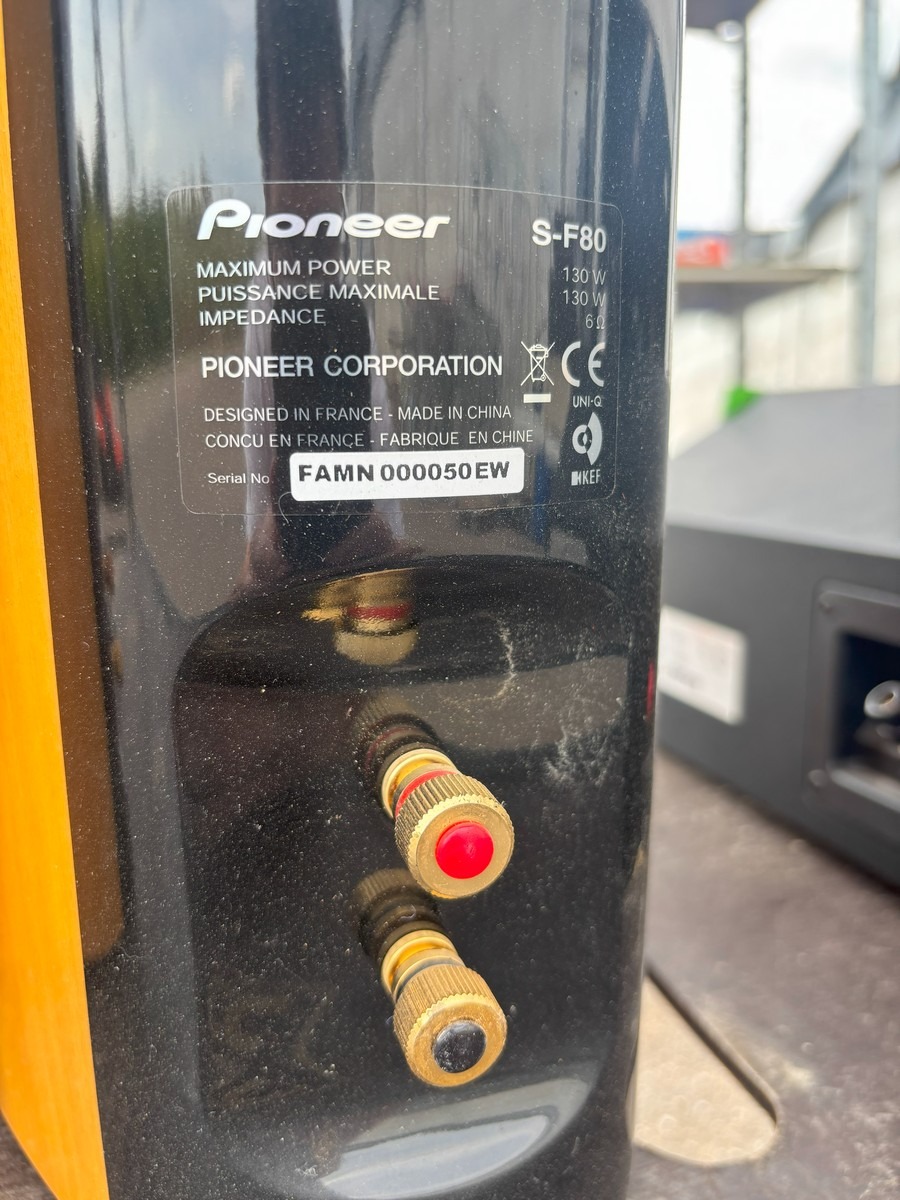 Pioneer
S-F80
MAXIMUM POWER 130 W
PUISSANCE MAXIMALE 130 W
IMPEDANCE 6 Ω
PIONEER CORPORATION CE
UNI-Q
DESIGNED IN FRANCE - MADE IN CHINA
CONCU EN FRANCE - FABRIQUE EN CHINE
Serial No FAMN 000050EW
KEF